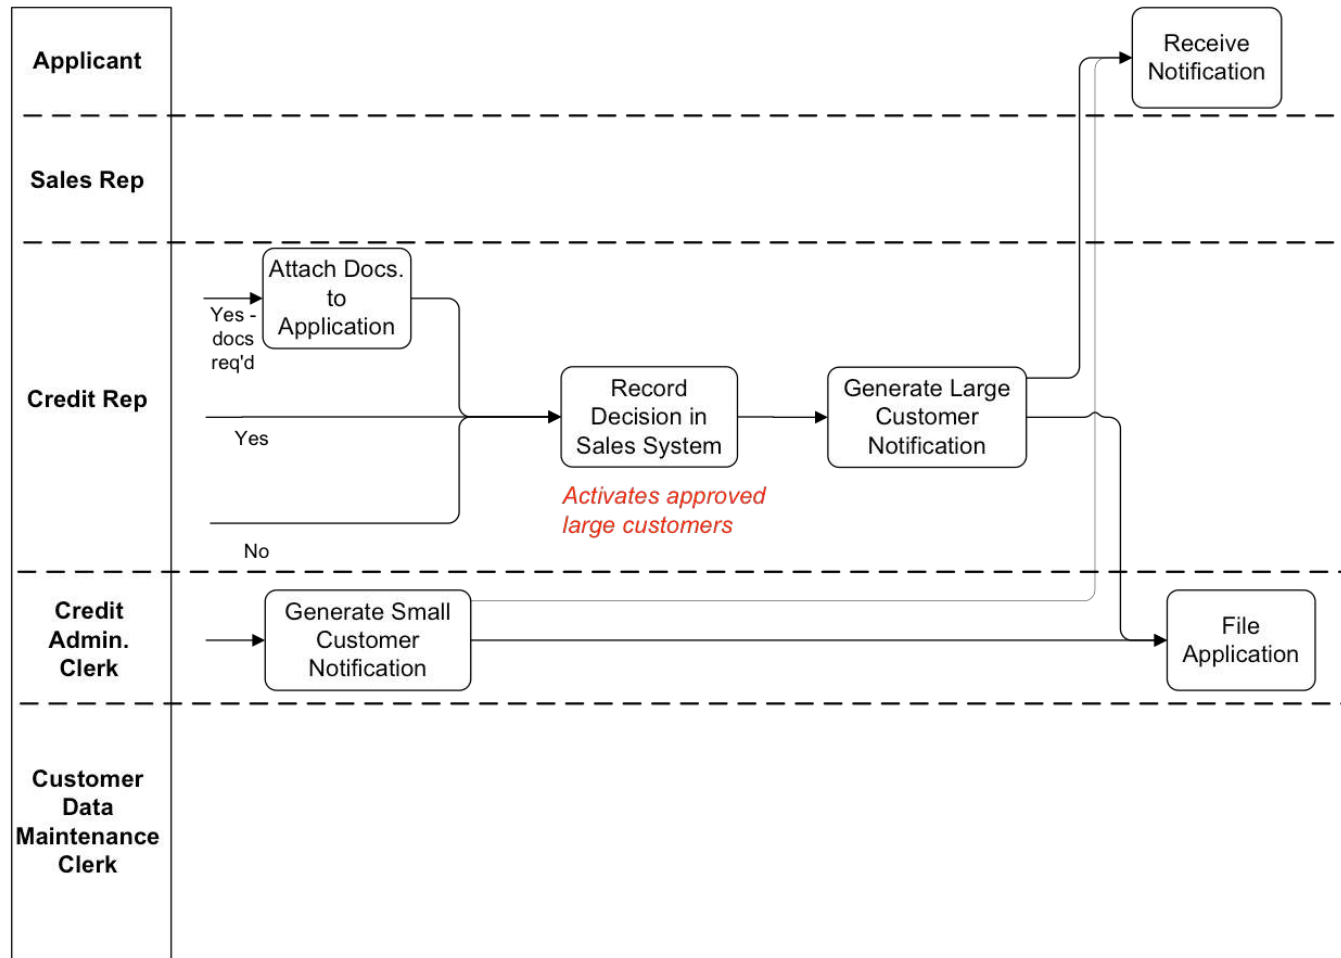 Applicant
Receive
Notification
Sales Rep
Credit Rep
Attach Docs.
to
Application
Yes -
docs
req'd
Yes
No
Record
Decision in
Sales System
Activates approved
large customers
Generate Large
Customer
Notification
Credit
Admin.
Clerk
Generate Small
Customer
Notification
File
Application
Customer
Data
Maintenance
Clerk